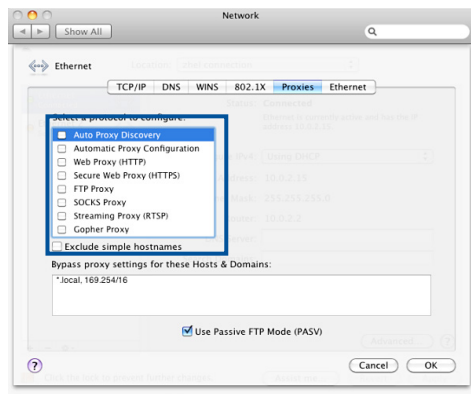 Network
Show All
Ethernet
TCP/IP DNS WINS 802.1X Proxies Ethernet
Select a protocol to configure:
Auto Proxy Discovery
Automatic Proxy Configuration
Web Proxy (HTTP)
Secure Web Proxy (HTTPS)
FTP Proxy
SOCKS Proxy
Streaming Proxy (RTSP)
Gopher Proxy
Exclude simple hostnames
Bypass proxy settings for these Hosts & Domains:
*.local, 169.254/16
Use Passive FTP Mode (PASV)
? Cancel OK